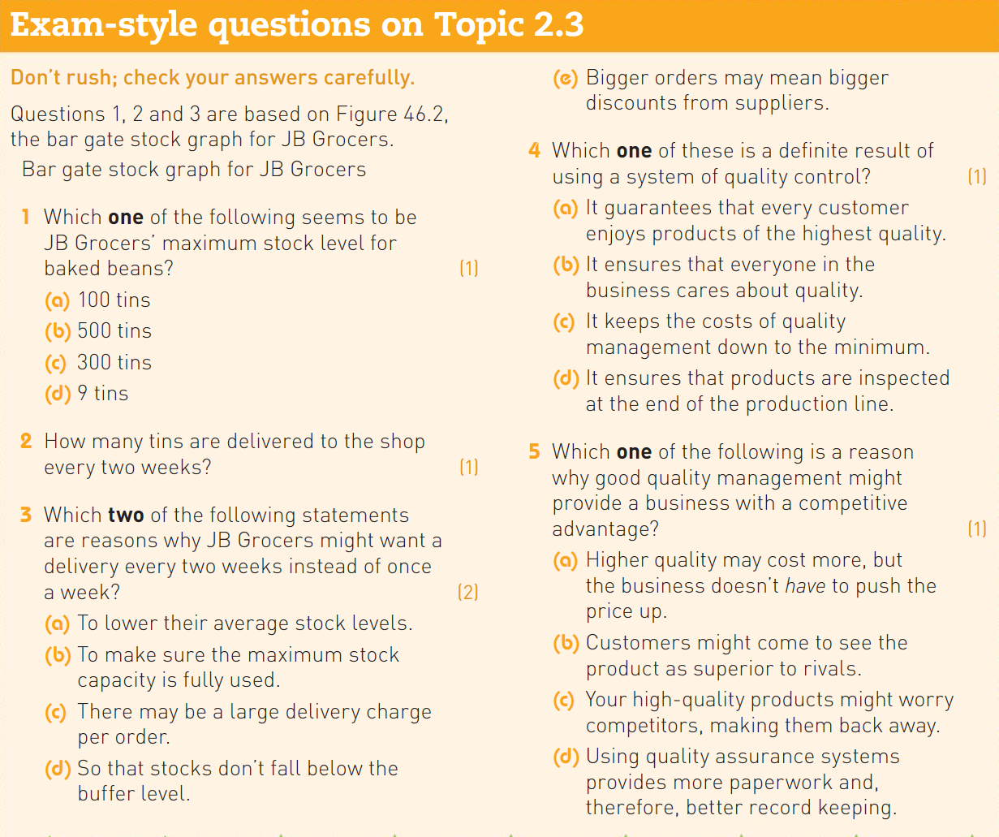 Exam-style questions on Topic 2.3
Don't rush; check your answers carefully.
Questions 1, 2 and 3 are based on Figure 46.2,
the bar gate stock graph for JB Grocers.
Bar gate stock graph for JB Grocers
1 Which one of the following seems to be
JB Grocers' maximum stock level for
baked beans? (1)
(a) 100 tins
(b) 500 tins
(c) 300 tins
(d) 9 tins
2 How many tins are delivered to the shop
every two weeks? (1)
3 Which two of the following statements
are reasons why JB Grocers might want a
delivery every two weeks instead of once
a week? (2)
(a) To lower their average stock levels.
(b) To make sure the maximum stock
capacity is fully used.
(c) There may be a large delivery charge
per order.
(d) So that stocks don't fall below the
buffer level.
(e) Bigger orders may mean bigger
discounts from suppliers.
4 Which one of these is a definite result of
using a system of quality control? (1)
(a) It guarantees that every customer
enjoys products of the highest quality.
(b) It ensures that everyone in the
business cares about quality.
(c) It keeps the costs of quality
management down to the minimum.
(d) It ensures that products are inspected
at the end of the production line.
5 Which one of the following is a reason
why good quality management might
provide a business with a competitive
advantage? (1)
(a) Higher quality may cost more, but
the business doesn't have to push the
price up.
(b) Customers might come to see the
product as superior to rivals.
(c) Your high-quality products might worry
competitors, making them back away.
(d) Using quality assurance systems
provides more paperwork and,
therefore, better record keeping.